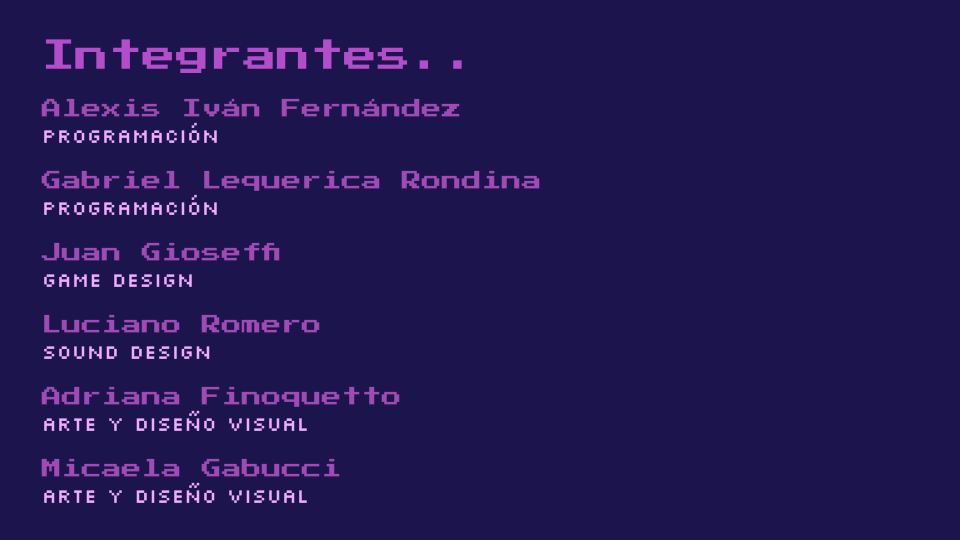 Integrantes..
Alexis Iván Fernández
PROGRAMACIÓN
Gabriel Lequerica Rondina
PROGRAMACIÓN
Juan Gioseffi
GAME DESIGN
Luciano Romero
SOUND DESIGN
Adriana Finoquetto
ARTE Y DISEÑO VISUAL
Micaela Gabucci
ARTE Y DISEÑO VISUAL